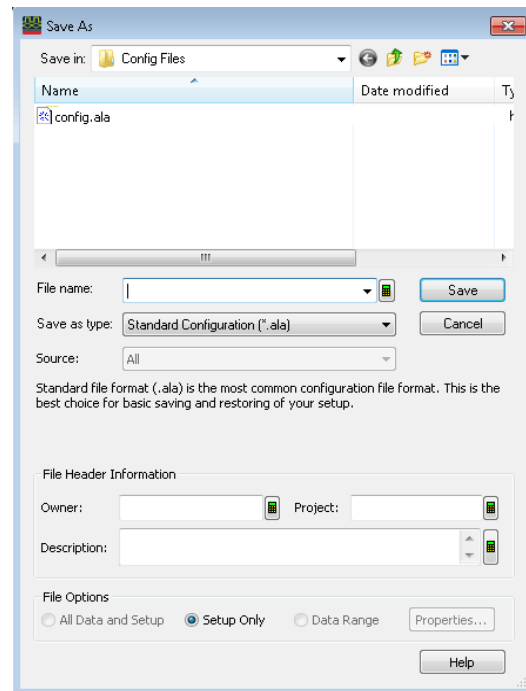 Save As
Save in: Config Files
Name Date modified Ty
config.ala
File name: Save
Save as type: Standard Configuration (*.ala) Cancel
Source: All
Standard file format (.ala) is the most common configuration file format. This is the
best choice for basic saving and restoring of your setup.
File Header Information
Owner: Project:
Description:
File Options
All Data and Setup Setup Only Data Range Properties...
Help